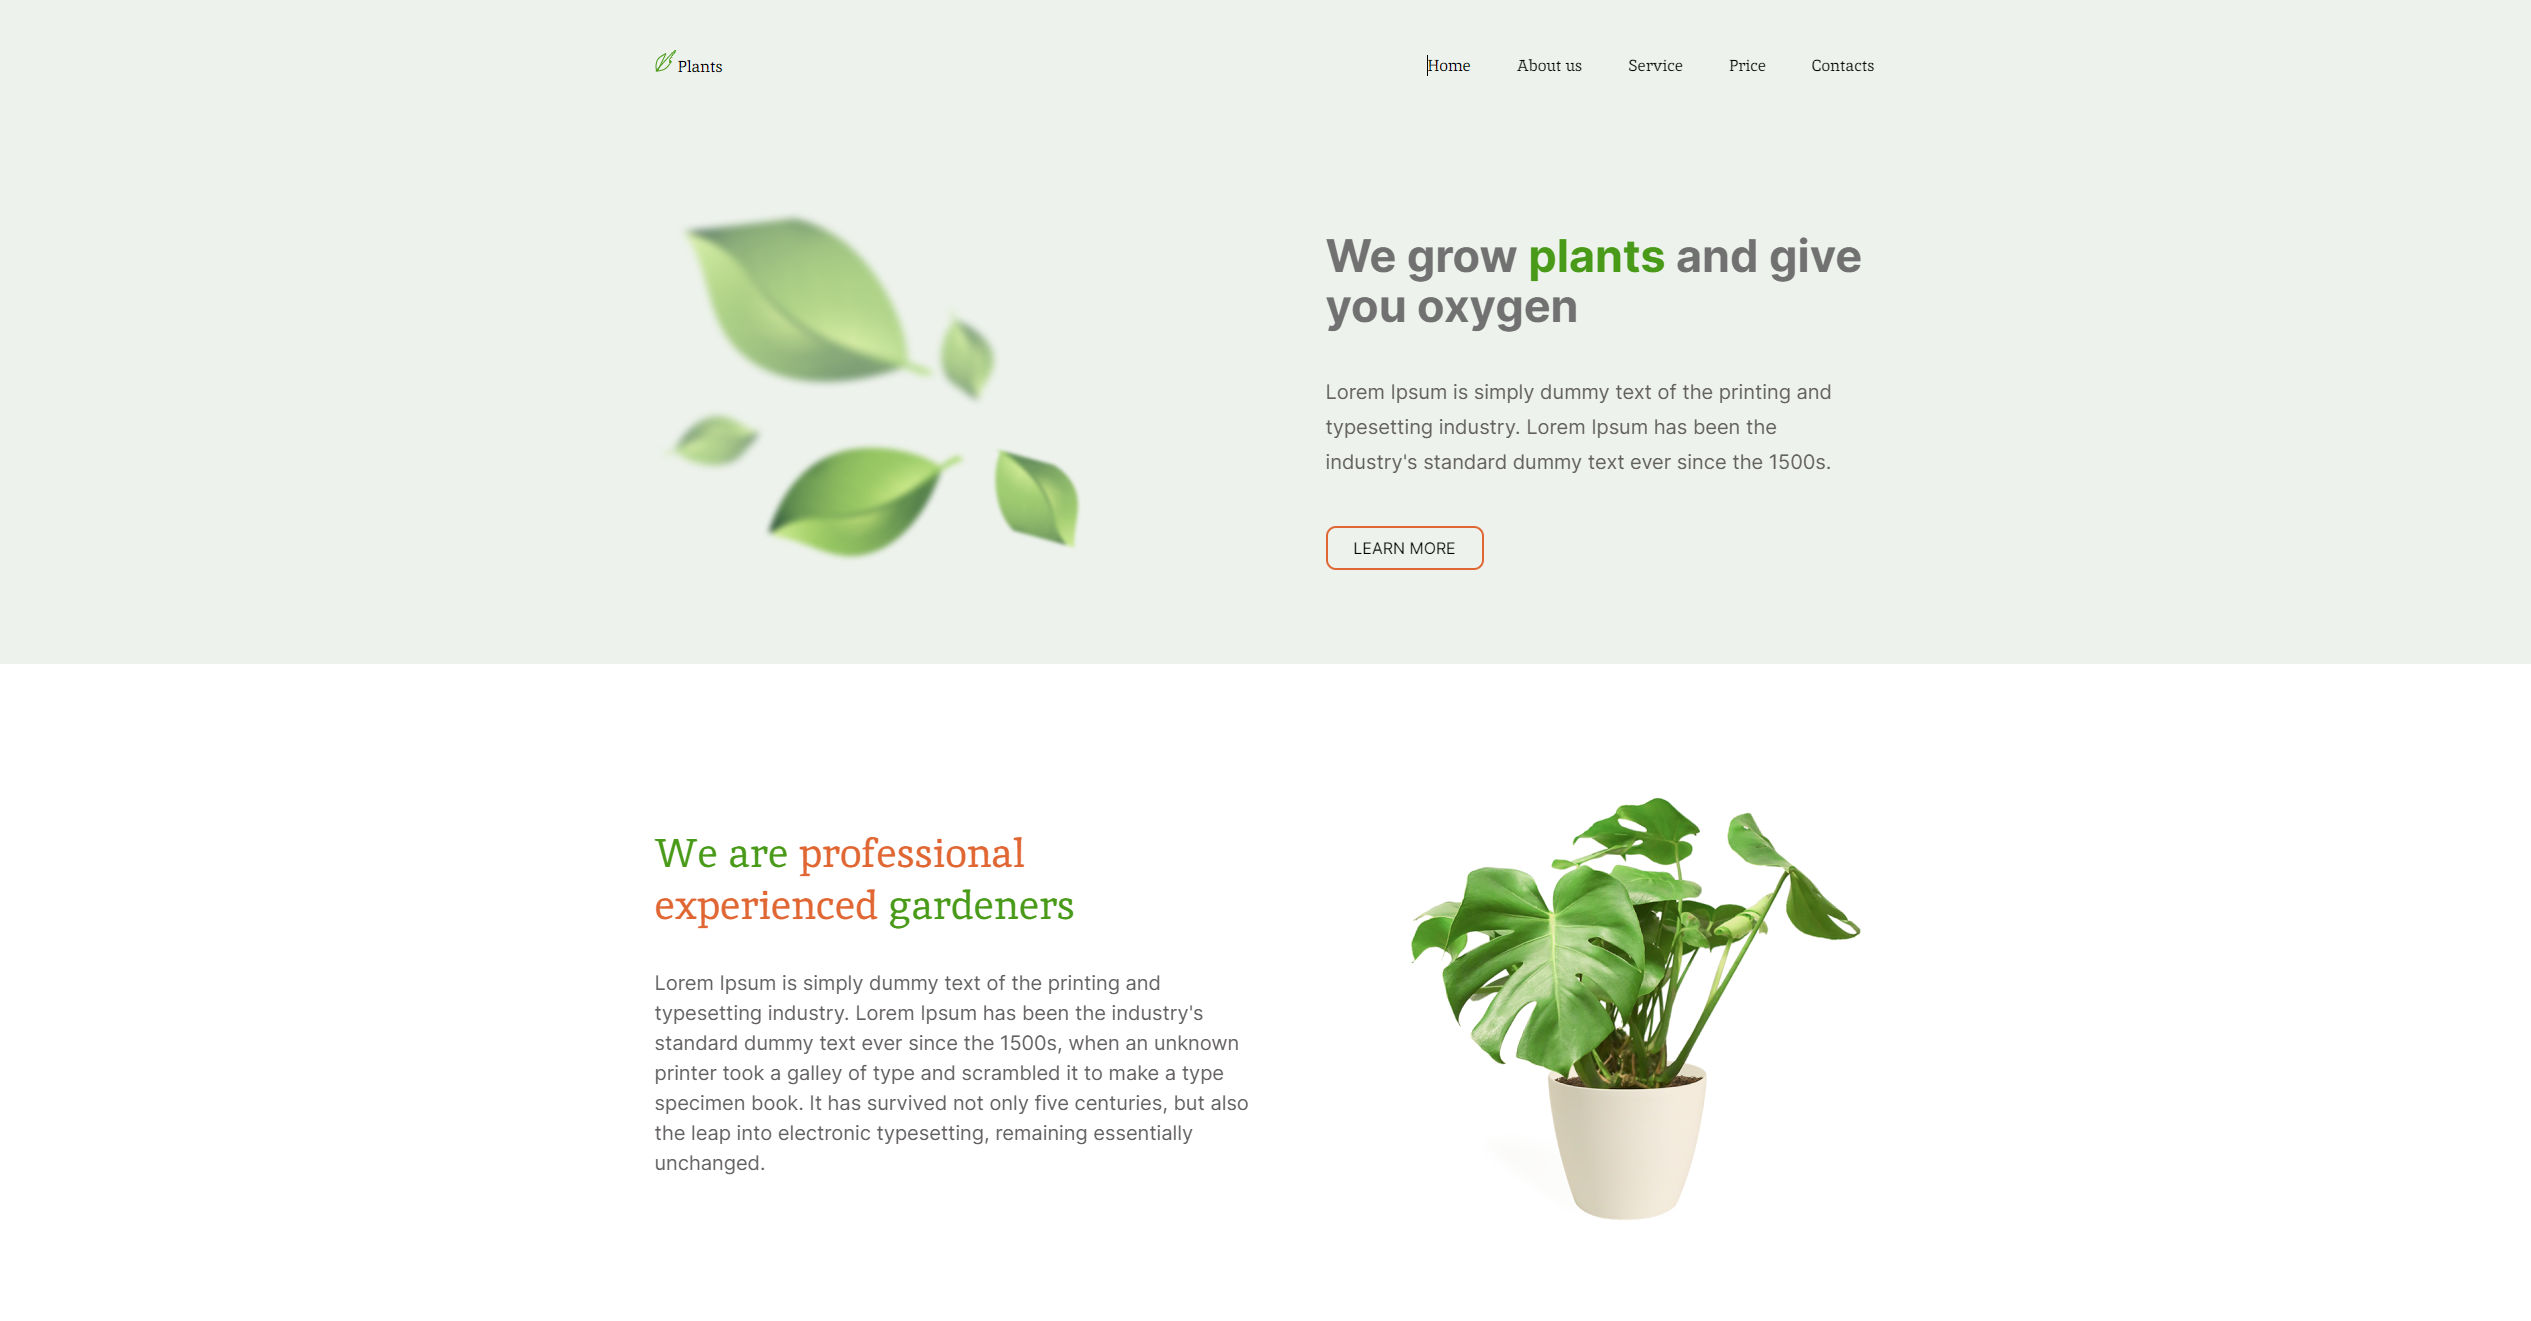 Plants
Home About us Service Price Contacts
We grow plants and give
you oxygen
Lorem Ipsum is simply dummy text of the printing and
typesetting industry. Lorem Ipsum has been the
industry's standard dummy text ever since the 1500s.
LEARN MORE
We are professional
experienced gardeners
Lorem Ipsum is simply dummy text of the printing and
typesetting industry. Lorem Ipsum has been the industry's
standard dummy text ever since the 1500s, when an unknown
printer took a galley of type and scrambled it to make a type
specimen book. It has survived not only five centuries, but also
the leap into electronic typesetting, remaining essentially
unchanged.